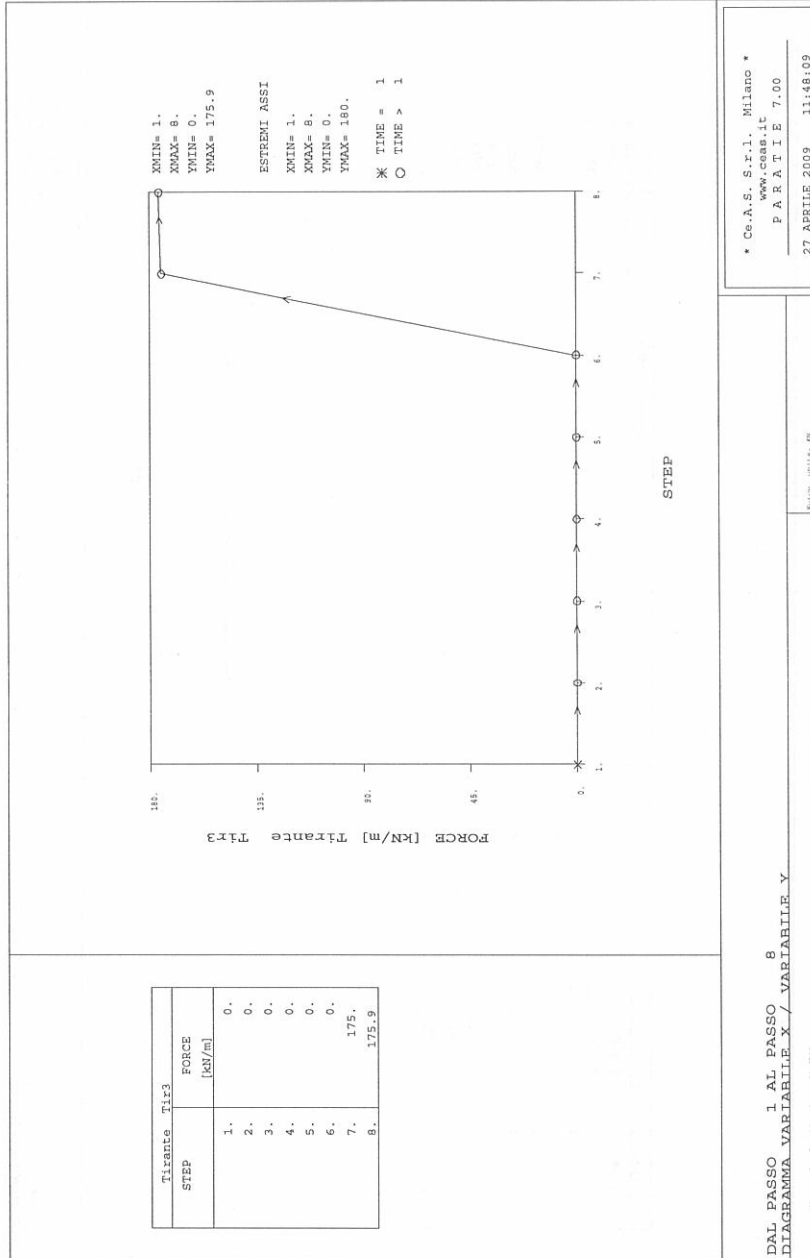 Tirante Tir3
STEP FORCE
[kN/m]
1. 0.
2. 0.
3. 0.
4. 0.
5. 0.
6. 0.
7. 175.
8. 175.9
FORCE [kN/m] Tirante Tir3
180.
135.
90.
45.
0.
1. 2. 3. 4. 5. 6. 7. 8.
STEP
XMIN= 1.
XMAX= 8.
YMIN= 0.
YMAX= 175.9
ESTREMI ASSI
XMIN= 1.
XMAX= 8.
YMIN= 0.
YMAX= 180.
TIME = 1
TIME > 1
DAL PASSO 1 AL PASSO 8
DIAGRAMMA VARIABILE X / VARIABILE Y
* Ce.A.S. S.r.l. Milano *
www.ceas.it
P A R A T I E 7.00
27 APRILE 2009 11:48:09